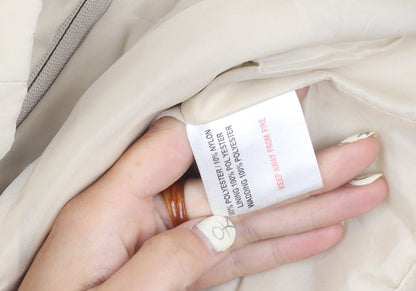 90% POLYESTER / 10% NYLON
LINING 100% POLYESTER
WADDING 100% POLYESTER
KEEP AWAY FROM FIRE